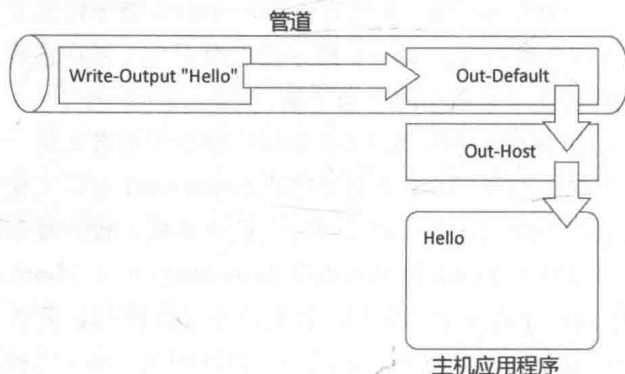 管道
Write-Output "Hello"
Out-Default
Out-Host
Hello
主机应用程序